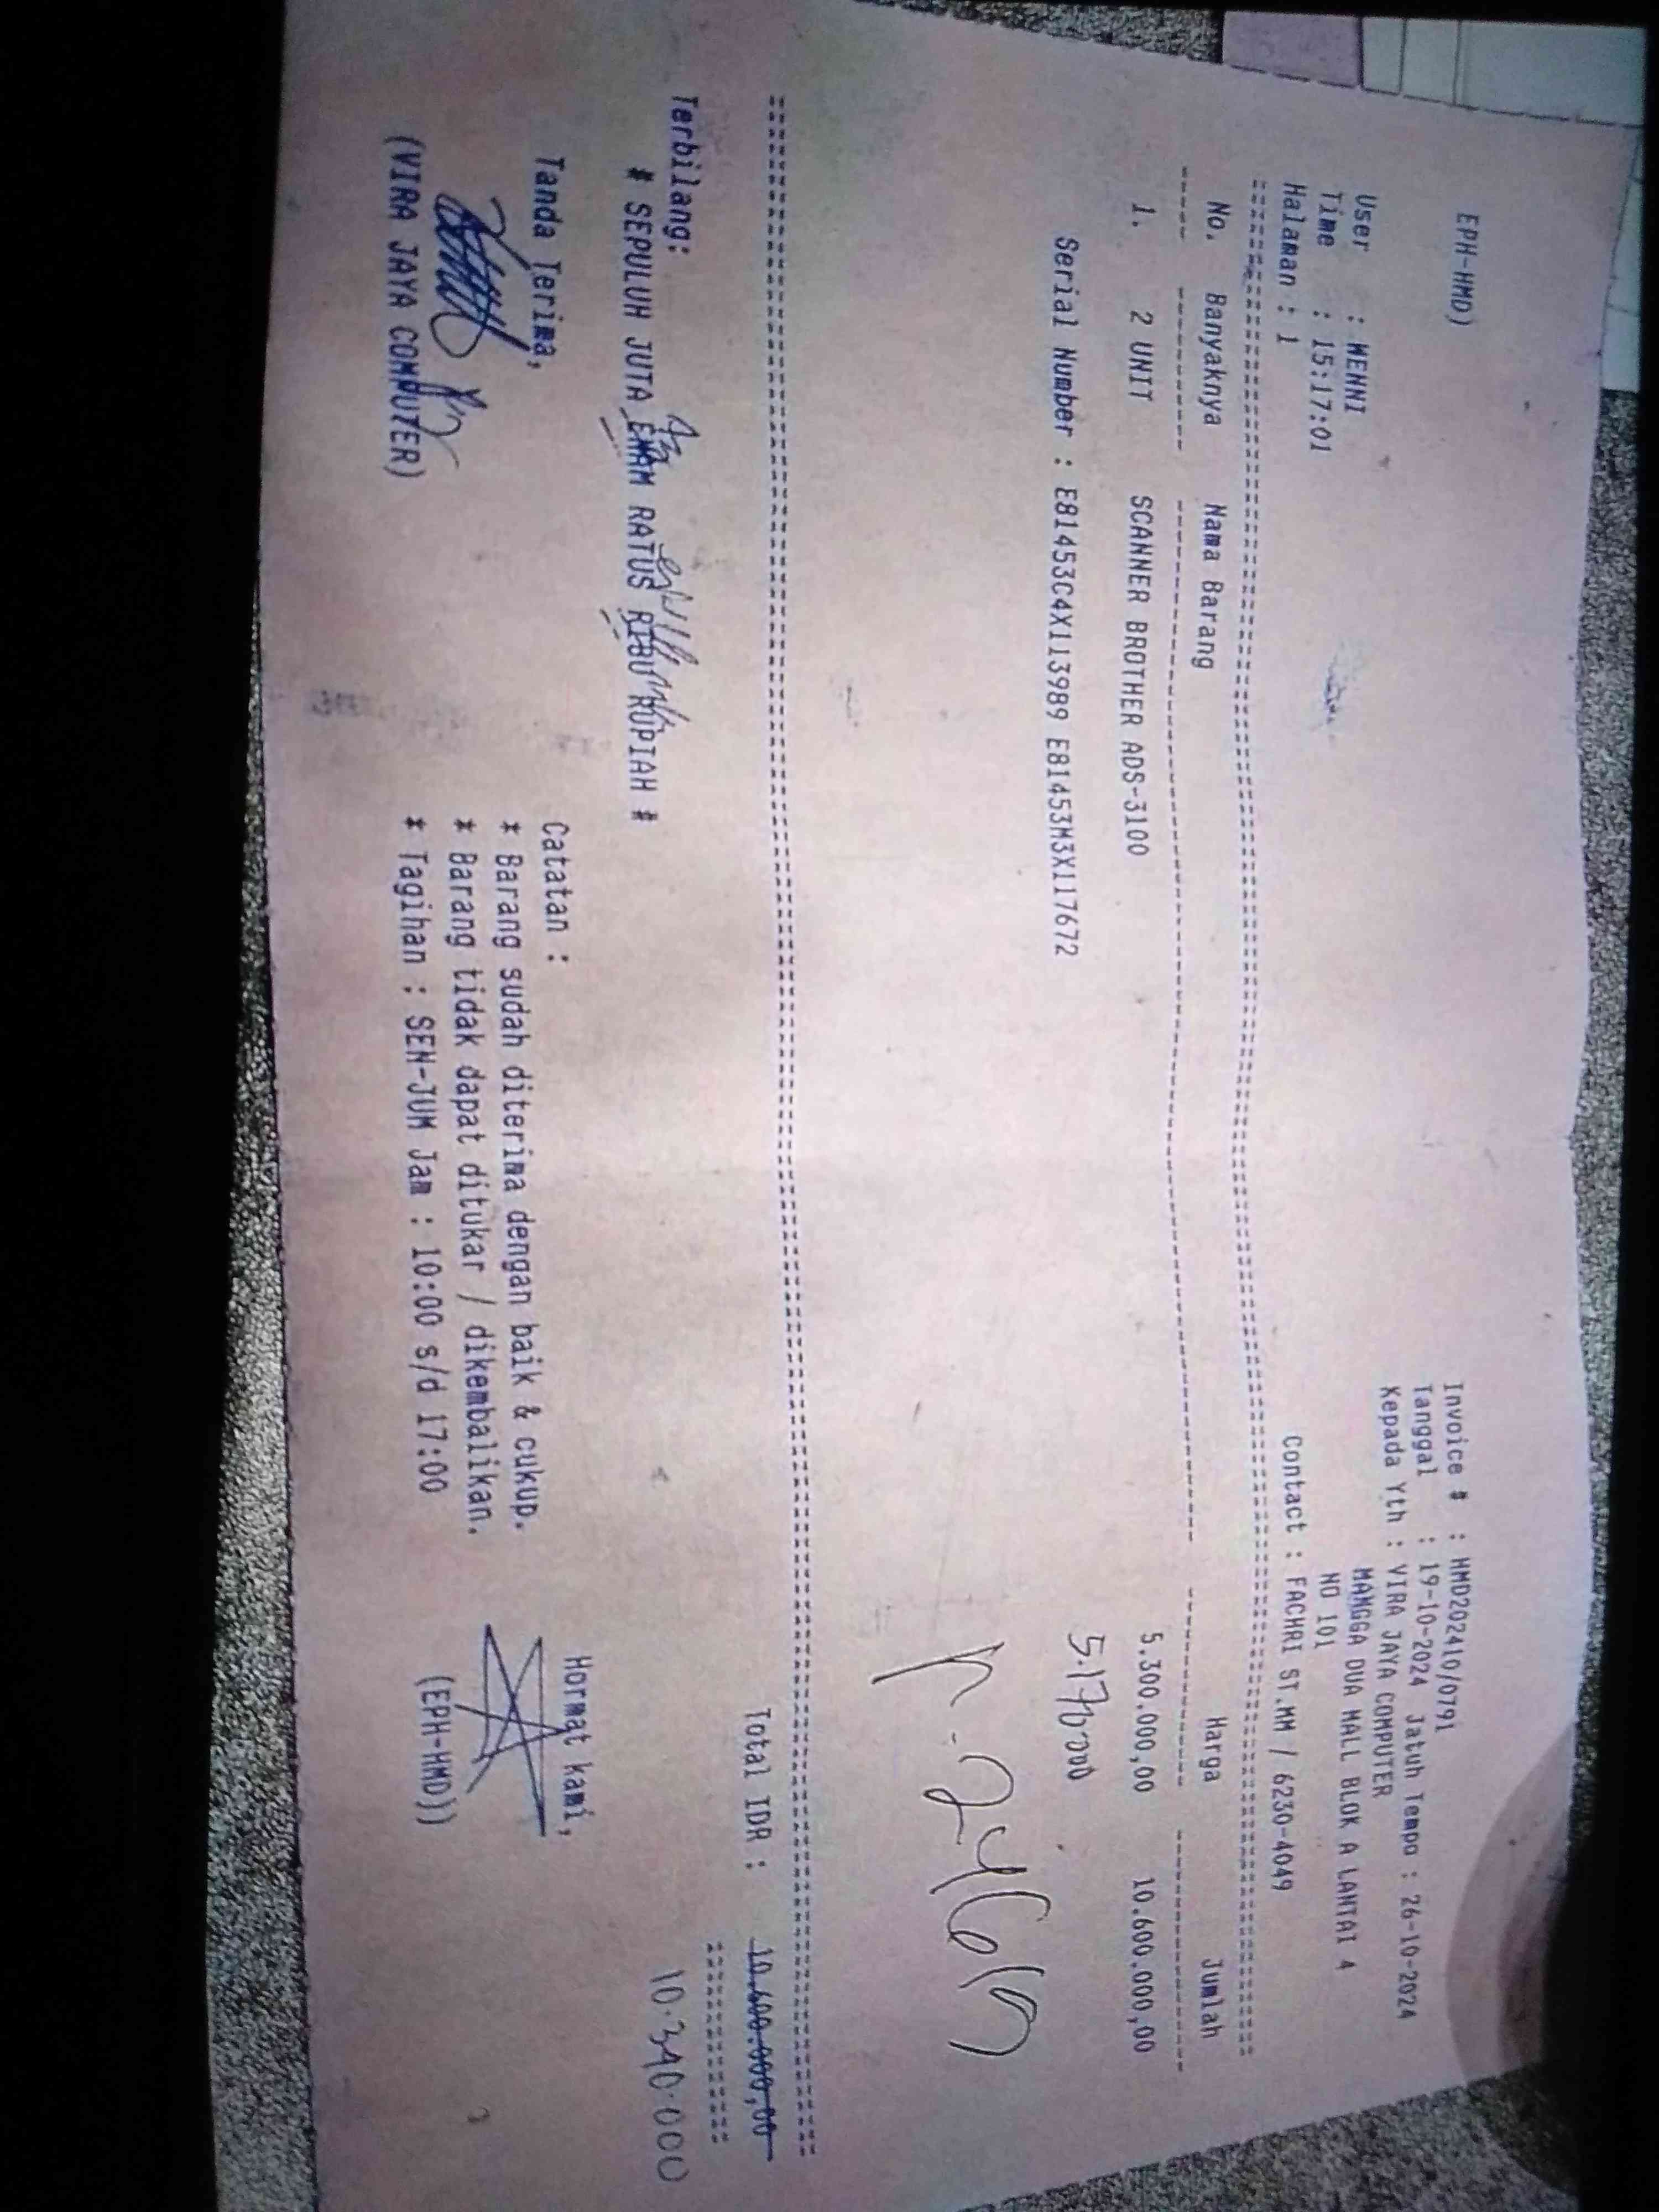 EPH-HMD)
Invoice # : HMD202410/0791
Tanggal : 19-10-2024 Jatuh Tempo : 26-10-2024
Kepada Yth : VIRA JAYA COMPUTER
MANGGA DUA MALL BLOK A LANTAI 4
NO 101
Contact : FACHRI ST.MM / 6230-4049
User : WENNI
Time : 15:17:01
Halaman : 1
No. Banyaknya Nama Barang Harga Jumlah
1. 2 UNIT SCANNER BROTHER ADS-3100 5.300.000,00 10.600.000,00
5.170.000
Serial Number : E81453C4X113989 E81453M3X117672
Total IDR : 10.600.000,00
10.340.000
Terbilang:
# SEPULUH JUTA ENAM RATUS RIBU RUPIAH #
Tanda Terima,
(VIRA JAYA COMPUTER)
Catatan :
* Barang sudah diterima dengan baik & cukup.
* Barang tidak dapat ditukar / dikembalikan.
* Tagihan : SEN-JUM Jam : 10:00 s/d 17:00
Hormat kami,
(EPH-HMD))